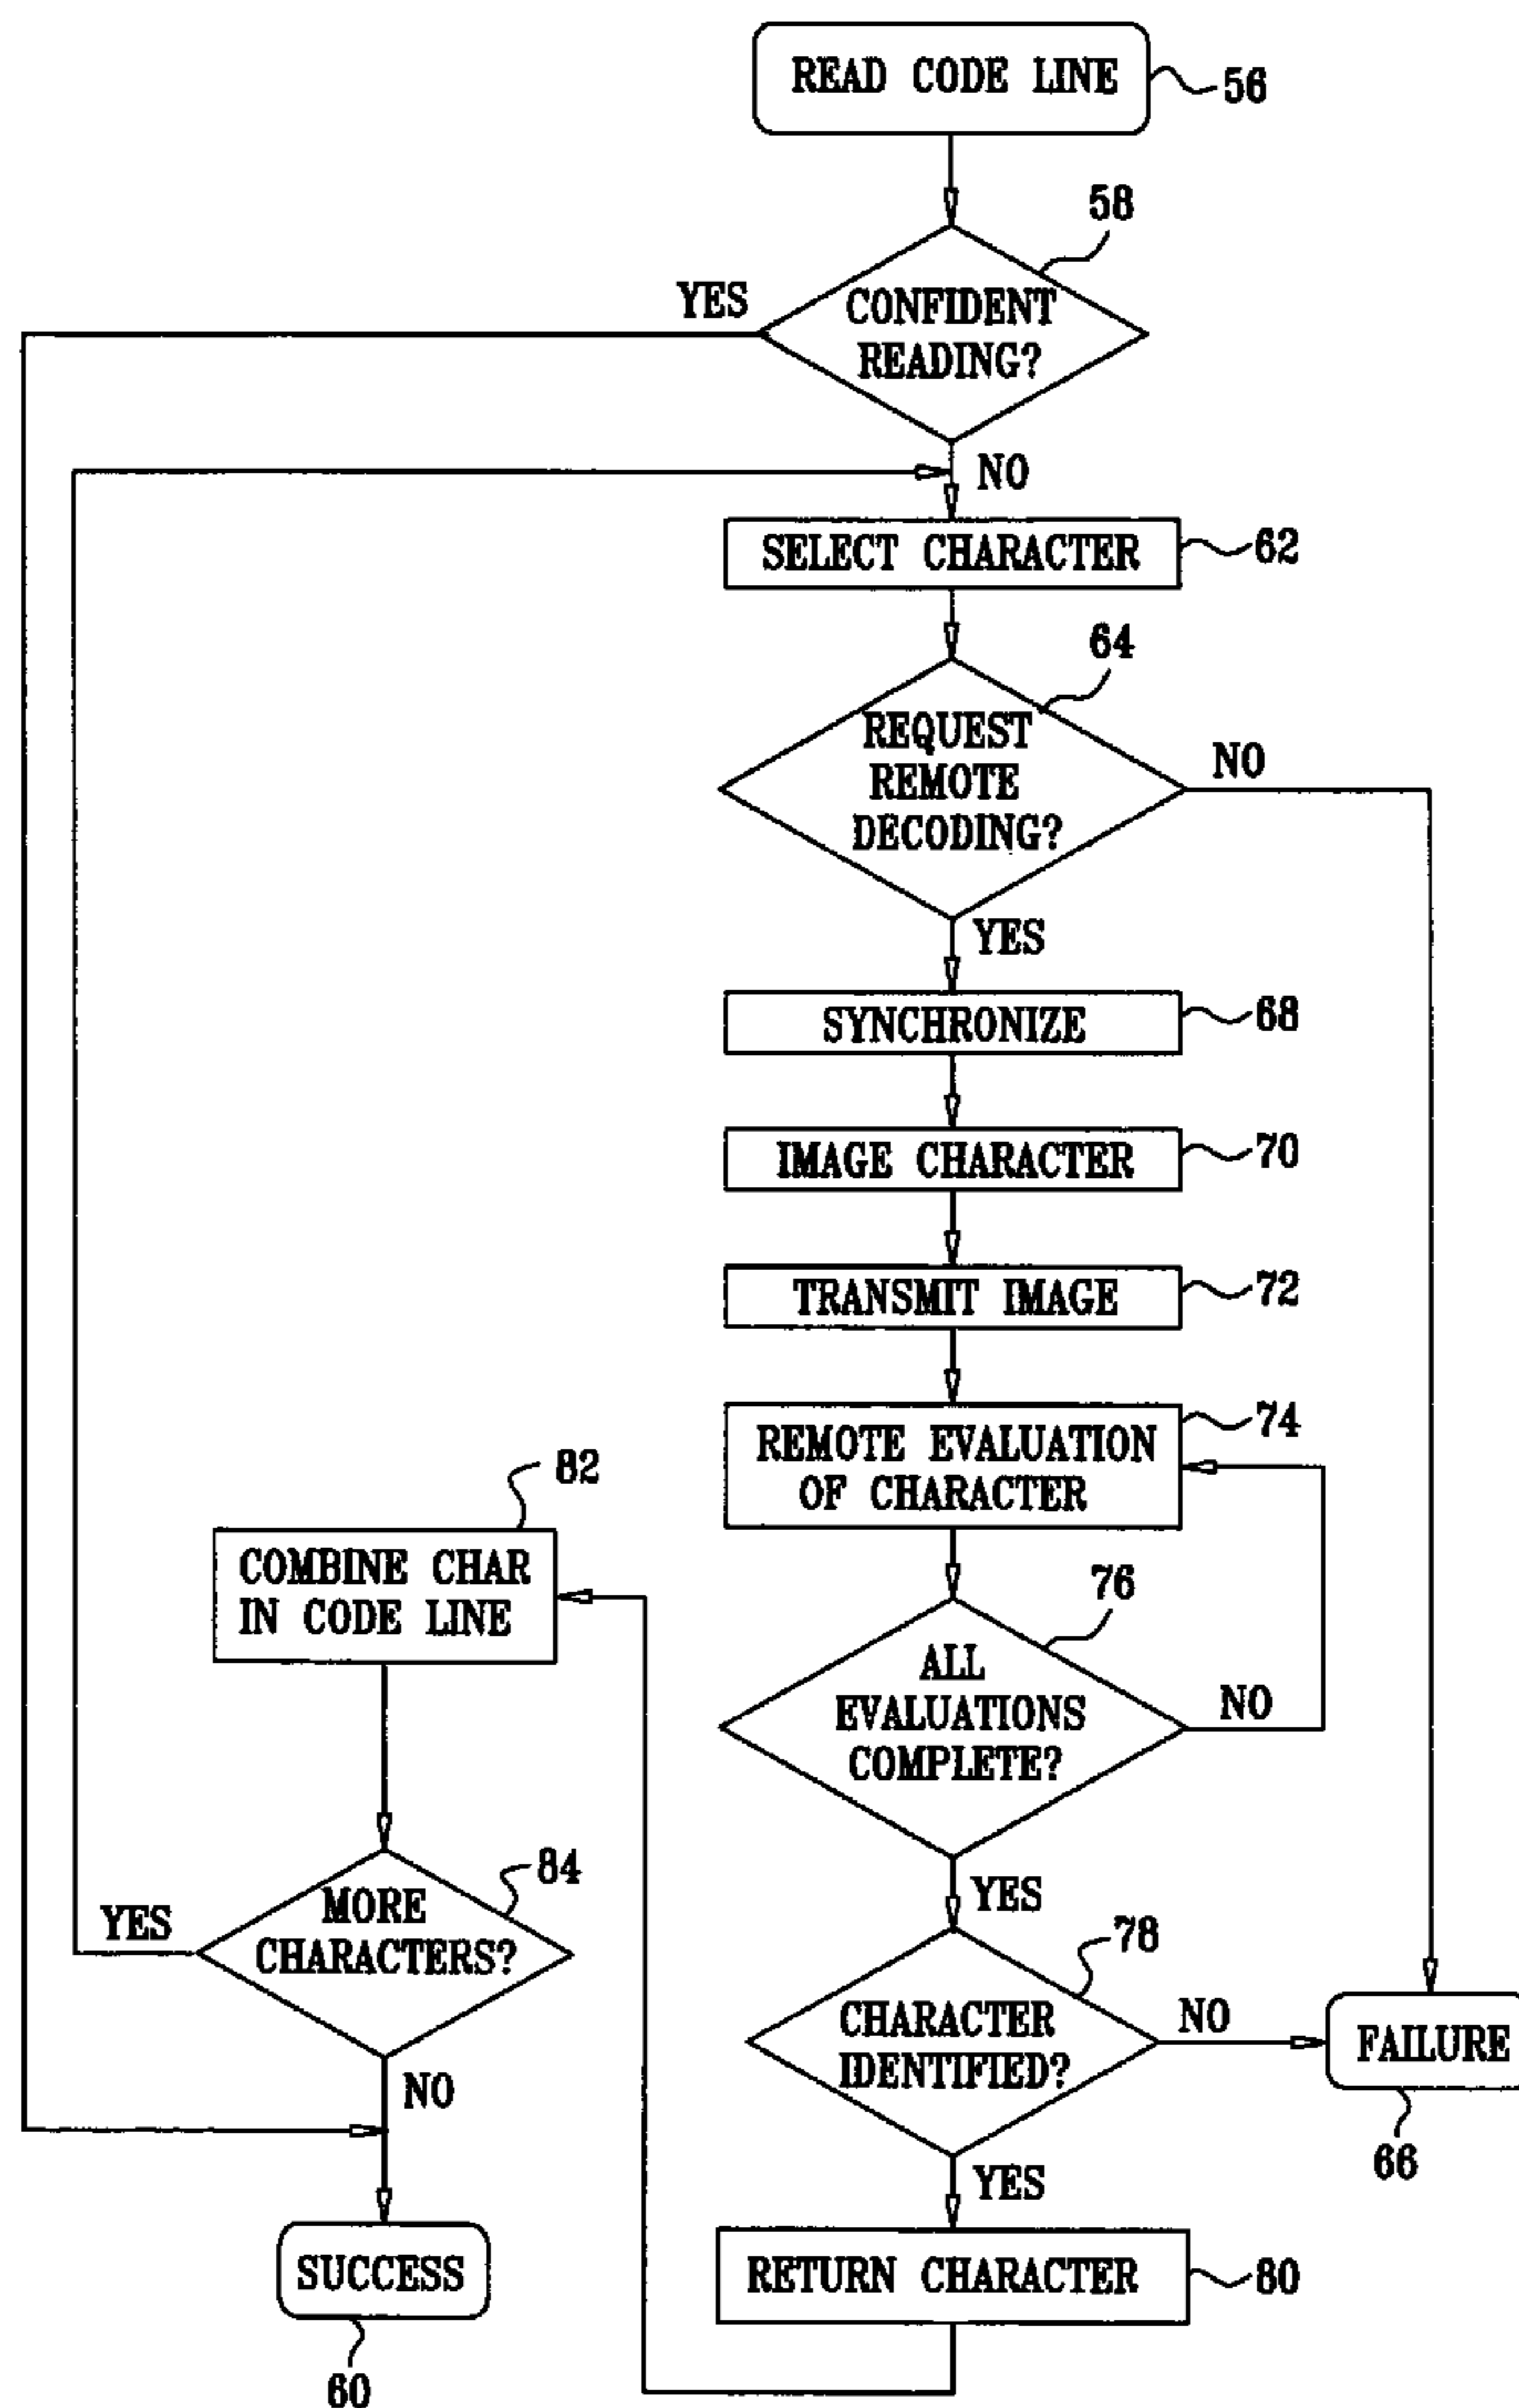 READ CODE LINE
56
58
YES
CONFIDENT
READING?
NO
SELECT CHARACTER
62
64
REQUEST
REMOTE
DECODING?
NO
YES
SYNCHRONIZE
68
IMAGE CHARACTER
70
TRANSMIT IMAGE
72
REMOTE EVALUATION
OF CHARACTER
74
82
COMBINE CHAR
IN CODE LINE
76
ALL
EVALUATIONS
COMPLETE?
NO
YES
84
MORE
CHARACTERS?
YES
NO
78
CHARACTER
IDENTIFIED?
NO
FAILURE
66
YES
SUCCESS
60
RETURN CHARACTER
80